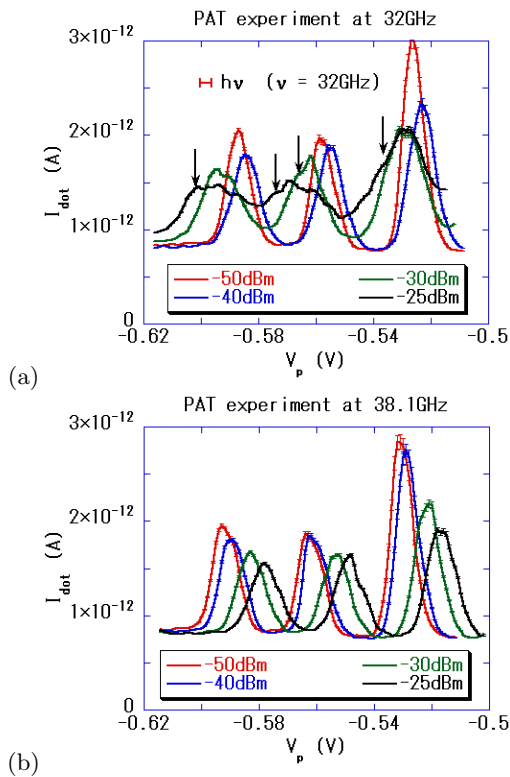 PAT experiment at 32GHz
3×10⁻¹²
hν (ν = 32GHz)
2×10⁻¹²
I_dot (A)
1×10⁻¹²
-50dBm -30dBm
-40dBm -25dBm
0
-0.62 -0.58 -0.54 -0.5
V_p (V)
(a)
PAT experiment at 38.1GHz
3×10⁻¹²
2×10⁻¹²
I_dot (A)
1×10⁻¹²
-50dBm -30dBm
-40dBm -25dBm
0
-0.62 -0.58 -0.54 -0.5
V_p (V)
(b)